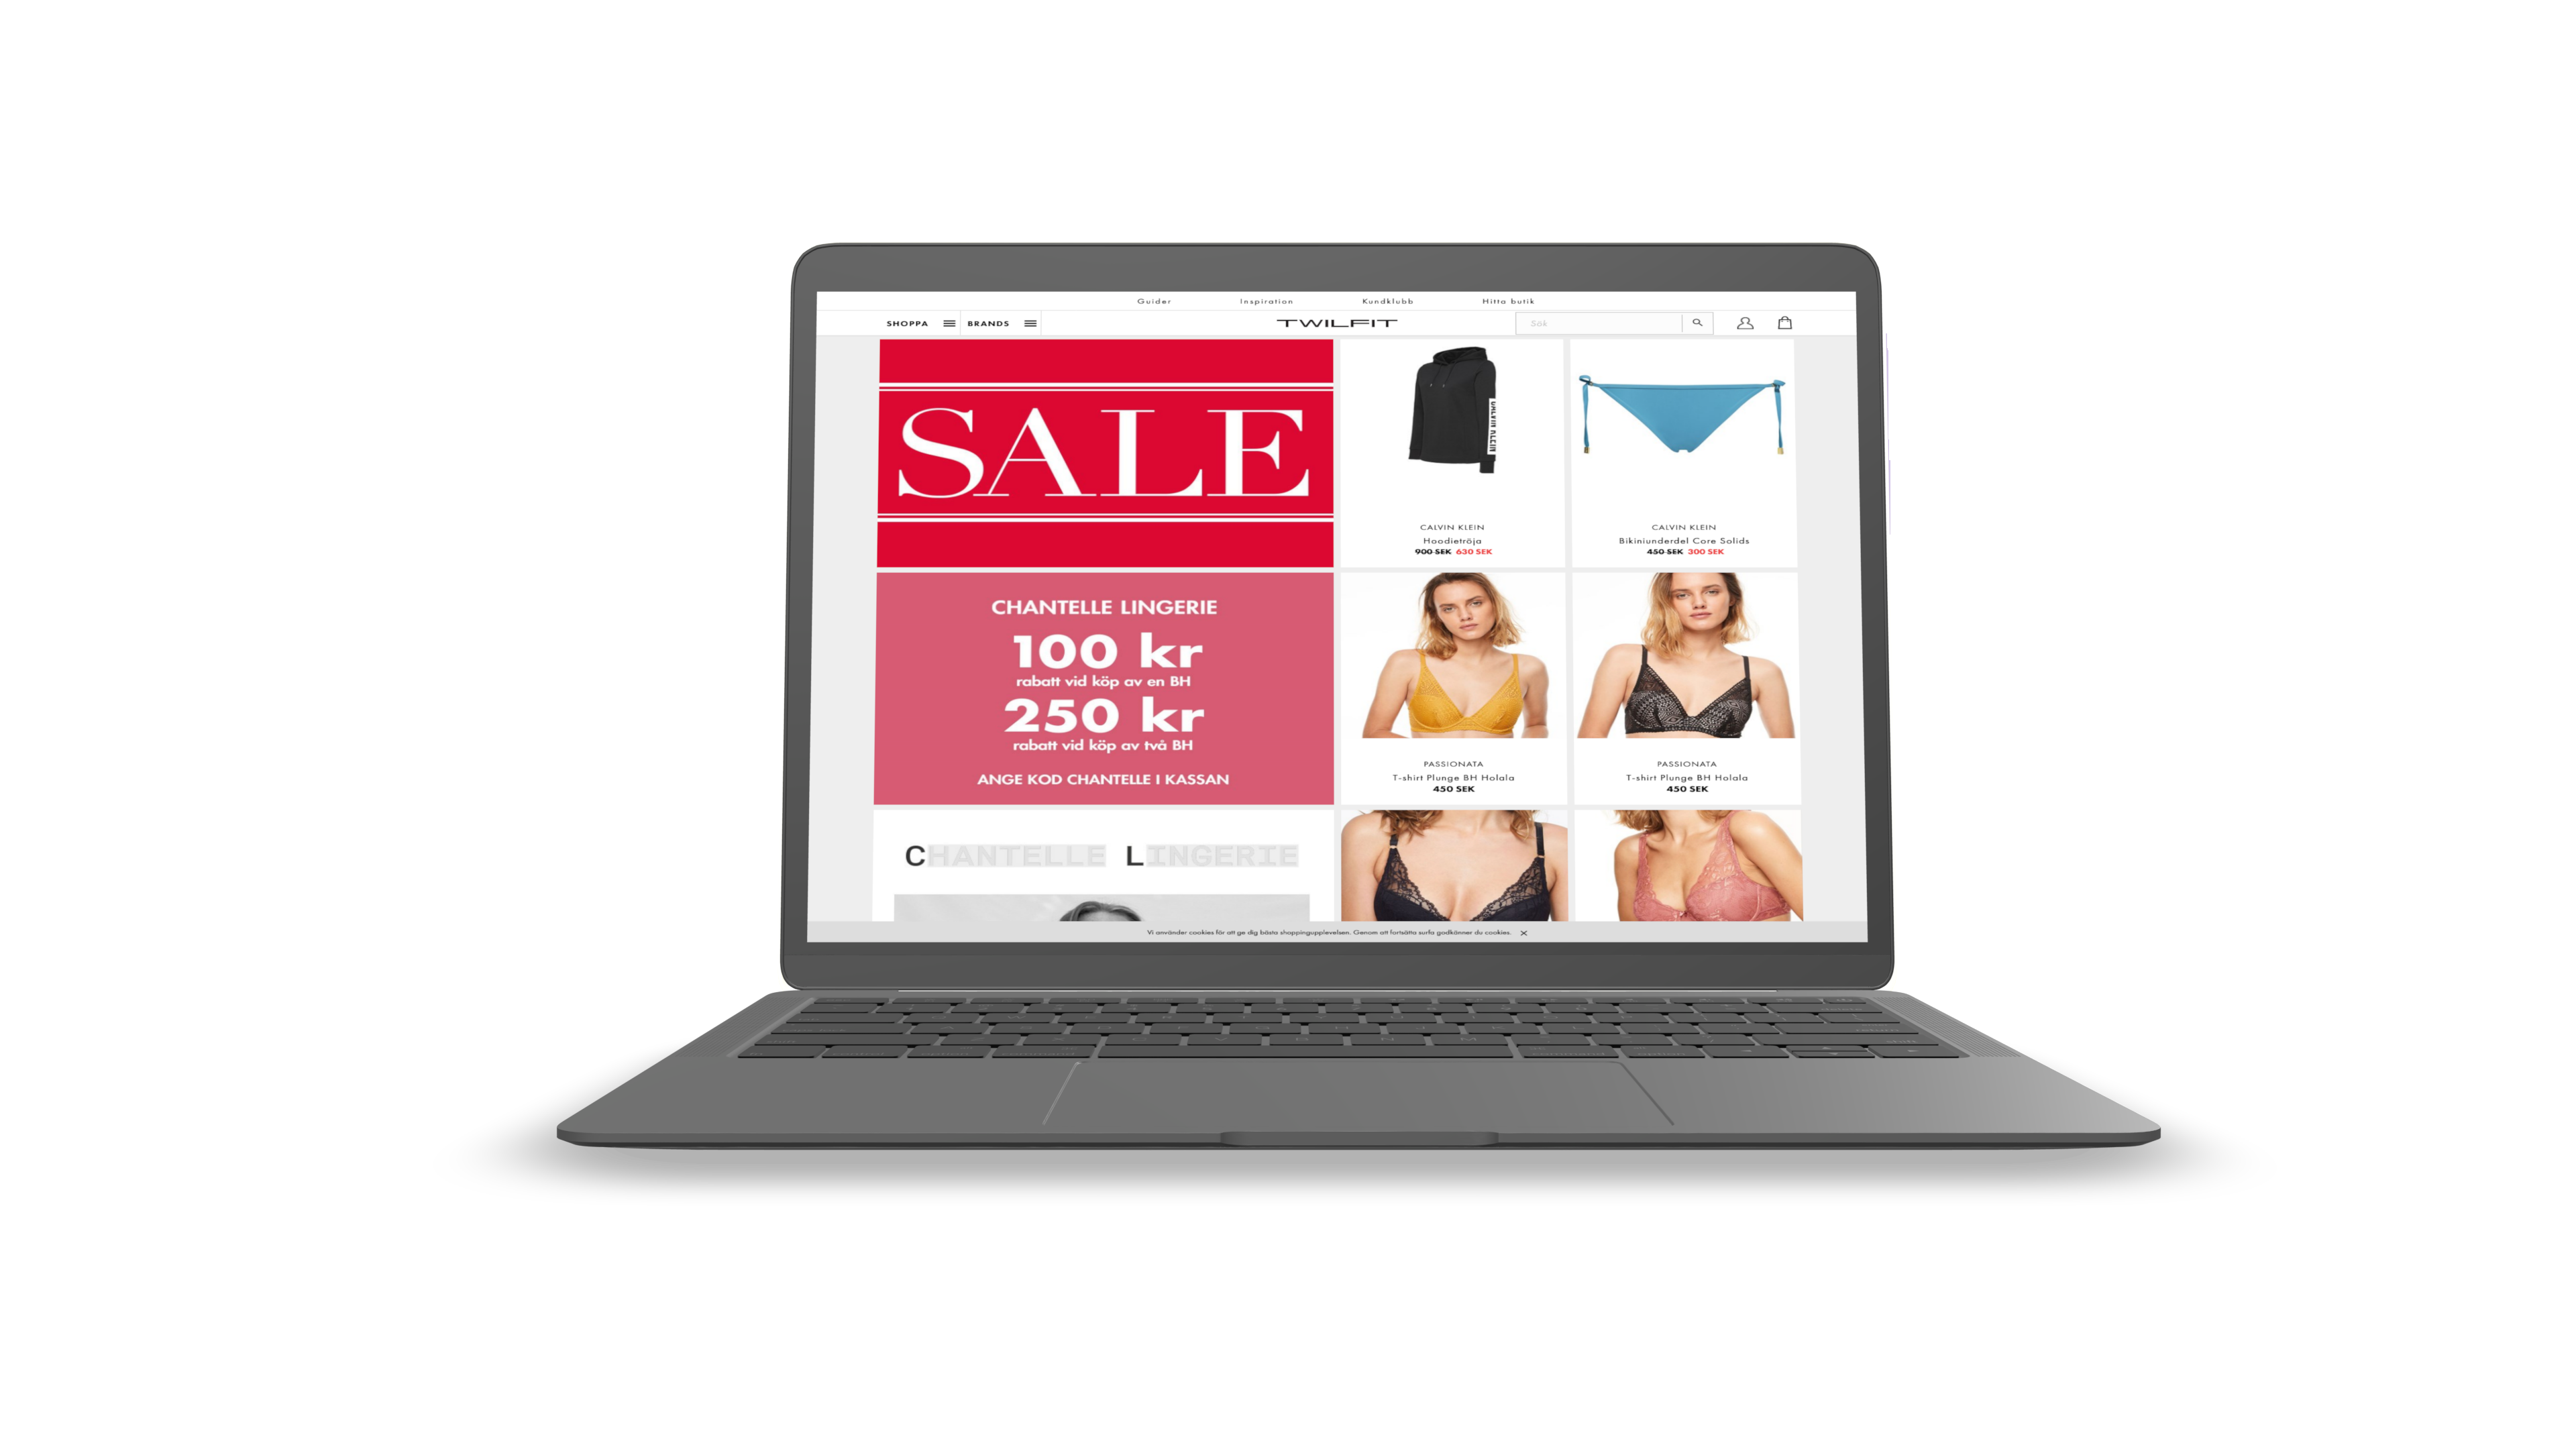 Guider Inspiration Kundklubb Hitta butik
SHOPPA BRANDS TWILFIT Sök
SALE
CALVIN KLEIN
CALVIN KLEIN
Hoodietröja
900 SEK 630 SEK
CALVIN KLEIN
Bikiniunderdel Core Solids
450 SEK 300 SEK
CHANTELLE LINGERIE
100 kr
rabatt vid köp av en BH
250 kr
rabatt vid köp av två BH
ANGE KOD CHANTELLE I KASSAN
PASSIONATA
T-shirt Plunge BH Holala
450 SEK
PASSIONATA
T-shirt Plunge BH Holala
450 SEK
CHANTELLE LINGERIE
Vi använder cookies för att ge dig bästa shoppingupplevelsen. Genom att fortsätta surfa godkänner du cookies.